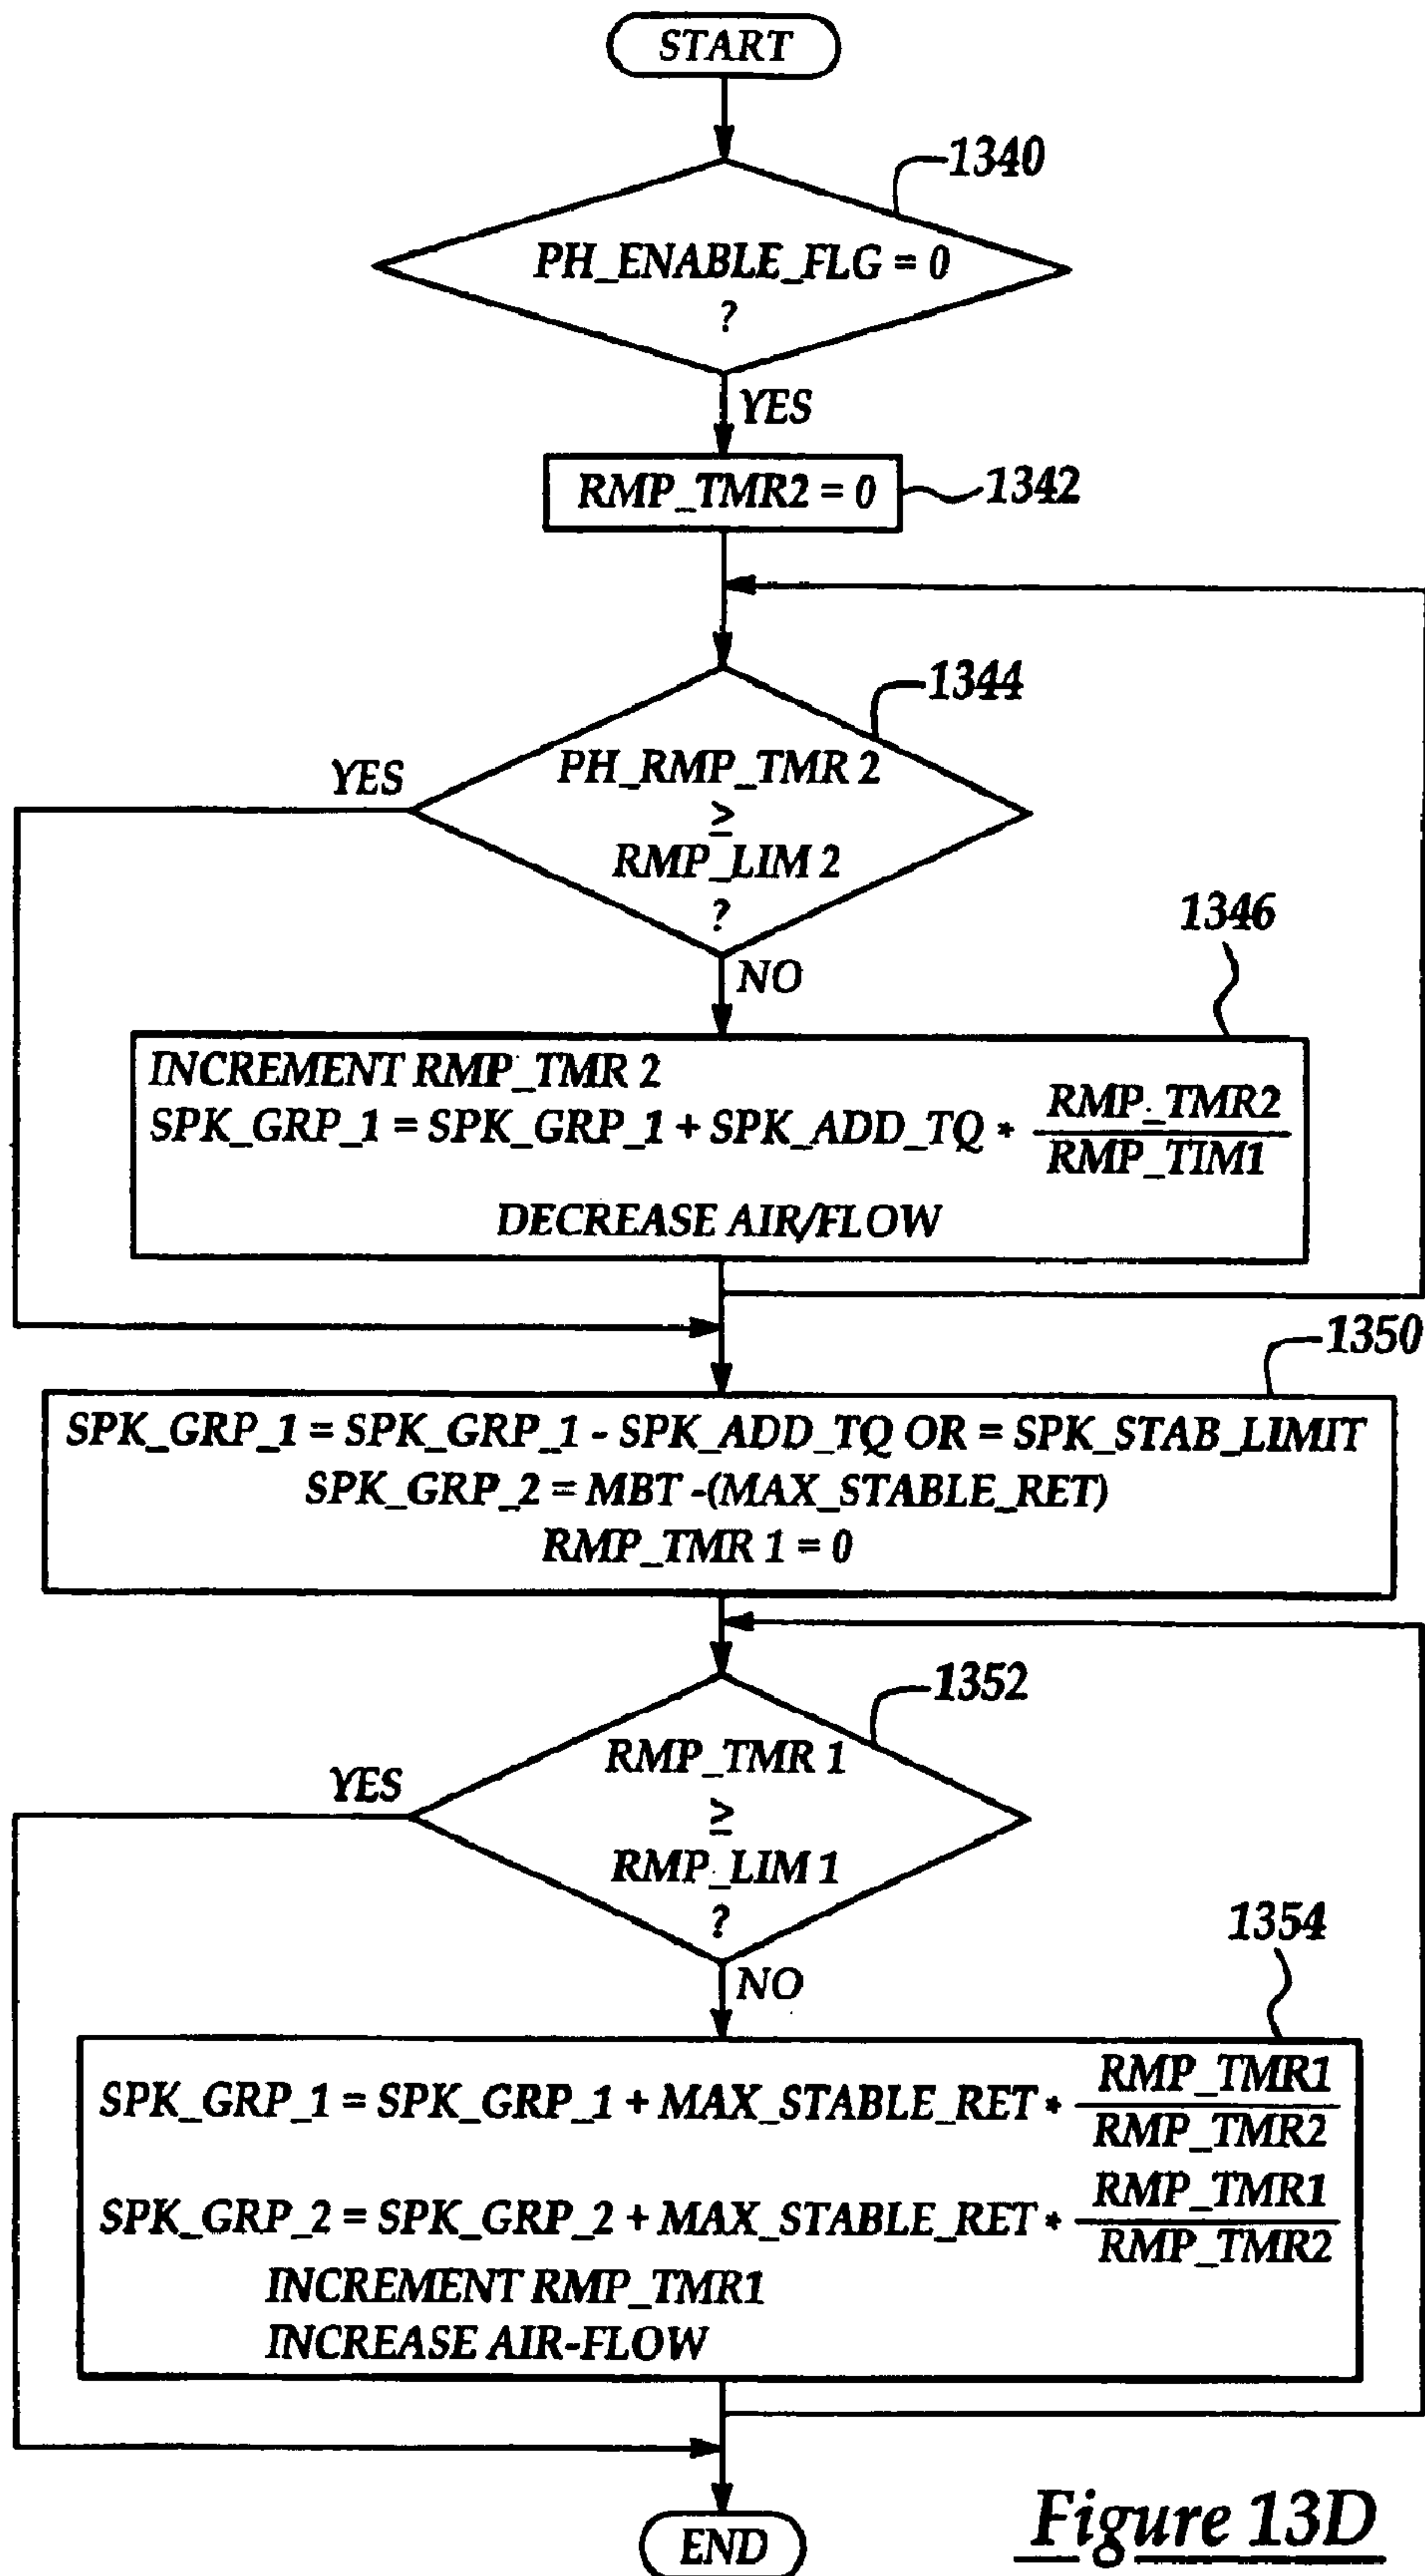 START
1340
PH_ENABLE_FLG = 0
?
YES
RMP_TMR2 = 0
1342
1344
YES
PH_RMP_TMR 2
≥
RMP_LIM 2
?
1346
NO
INCREMENT RMP_TMR 2
SPK_GRP_1 = SPK_GRP_1 + SPK_ADD_TQ * RMP_TMR2
RMP_TIM1
DECREASE AIR/FLOW
1350
SPK_GRP_1 = SPK_GRP_1 - SPK_ADD_TQ OR = SPK_STAB_LIMIT
SPK_GRP_2 = MBT -(MAX_STABLE_RET)
RMP_TMR 1 = 0
1352
YES
RMP_TMR 1
≥
RMP_LIM 1
?
1354
NO
SPK_GRP_1 = SPK_GRP_1 + MAX_STABLE_RET * RMP_TMR1
RMP_TMR2
SPK_GRP_2 = SPK_GRP_2 + MAX_STABLE_RET * RMP_TMR1
RMP_TMR2
INCREMENT RMP_TMR1
INCREASE AIR-FLOW
END
Figure 13D